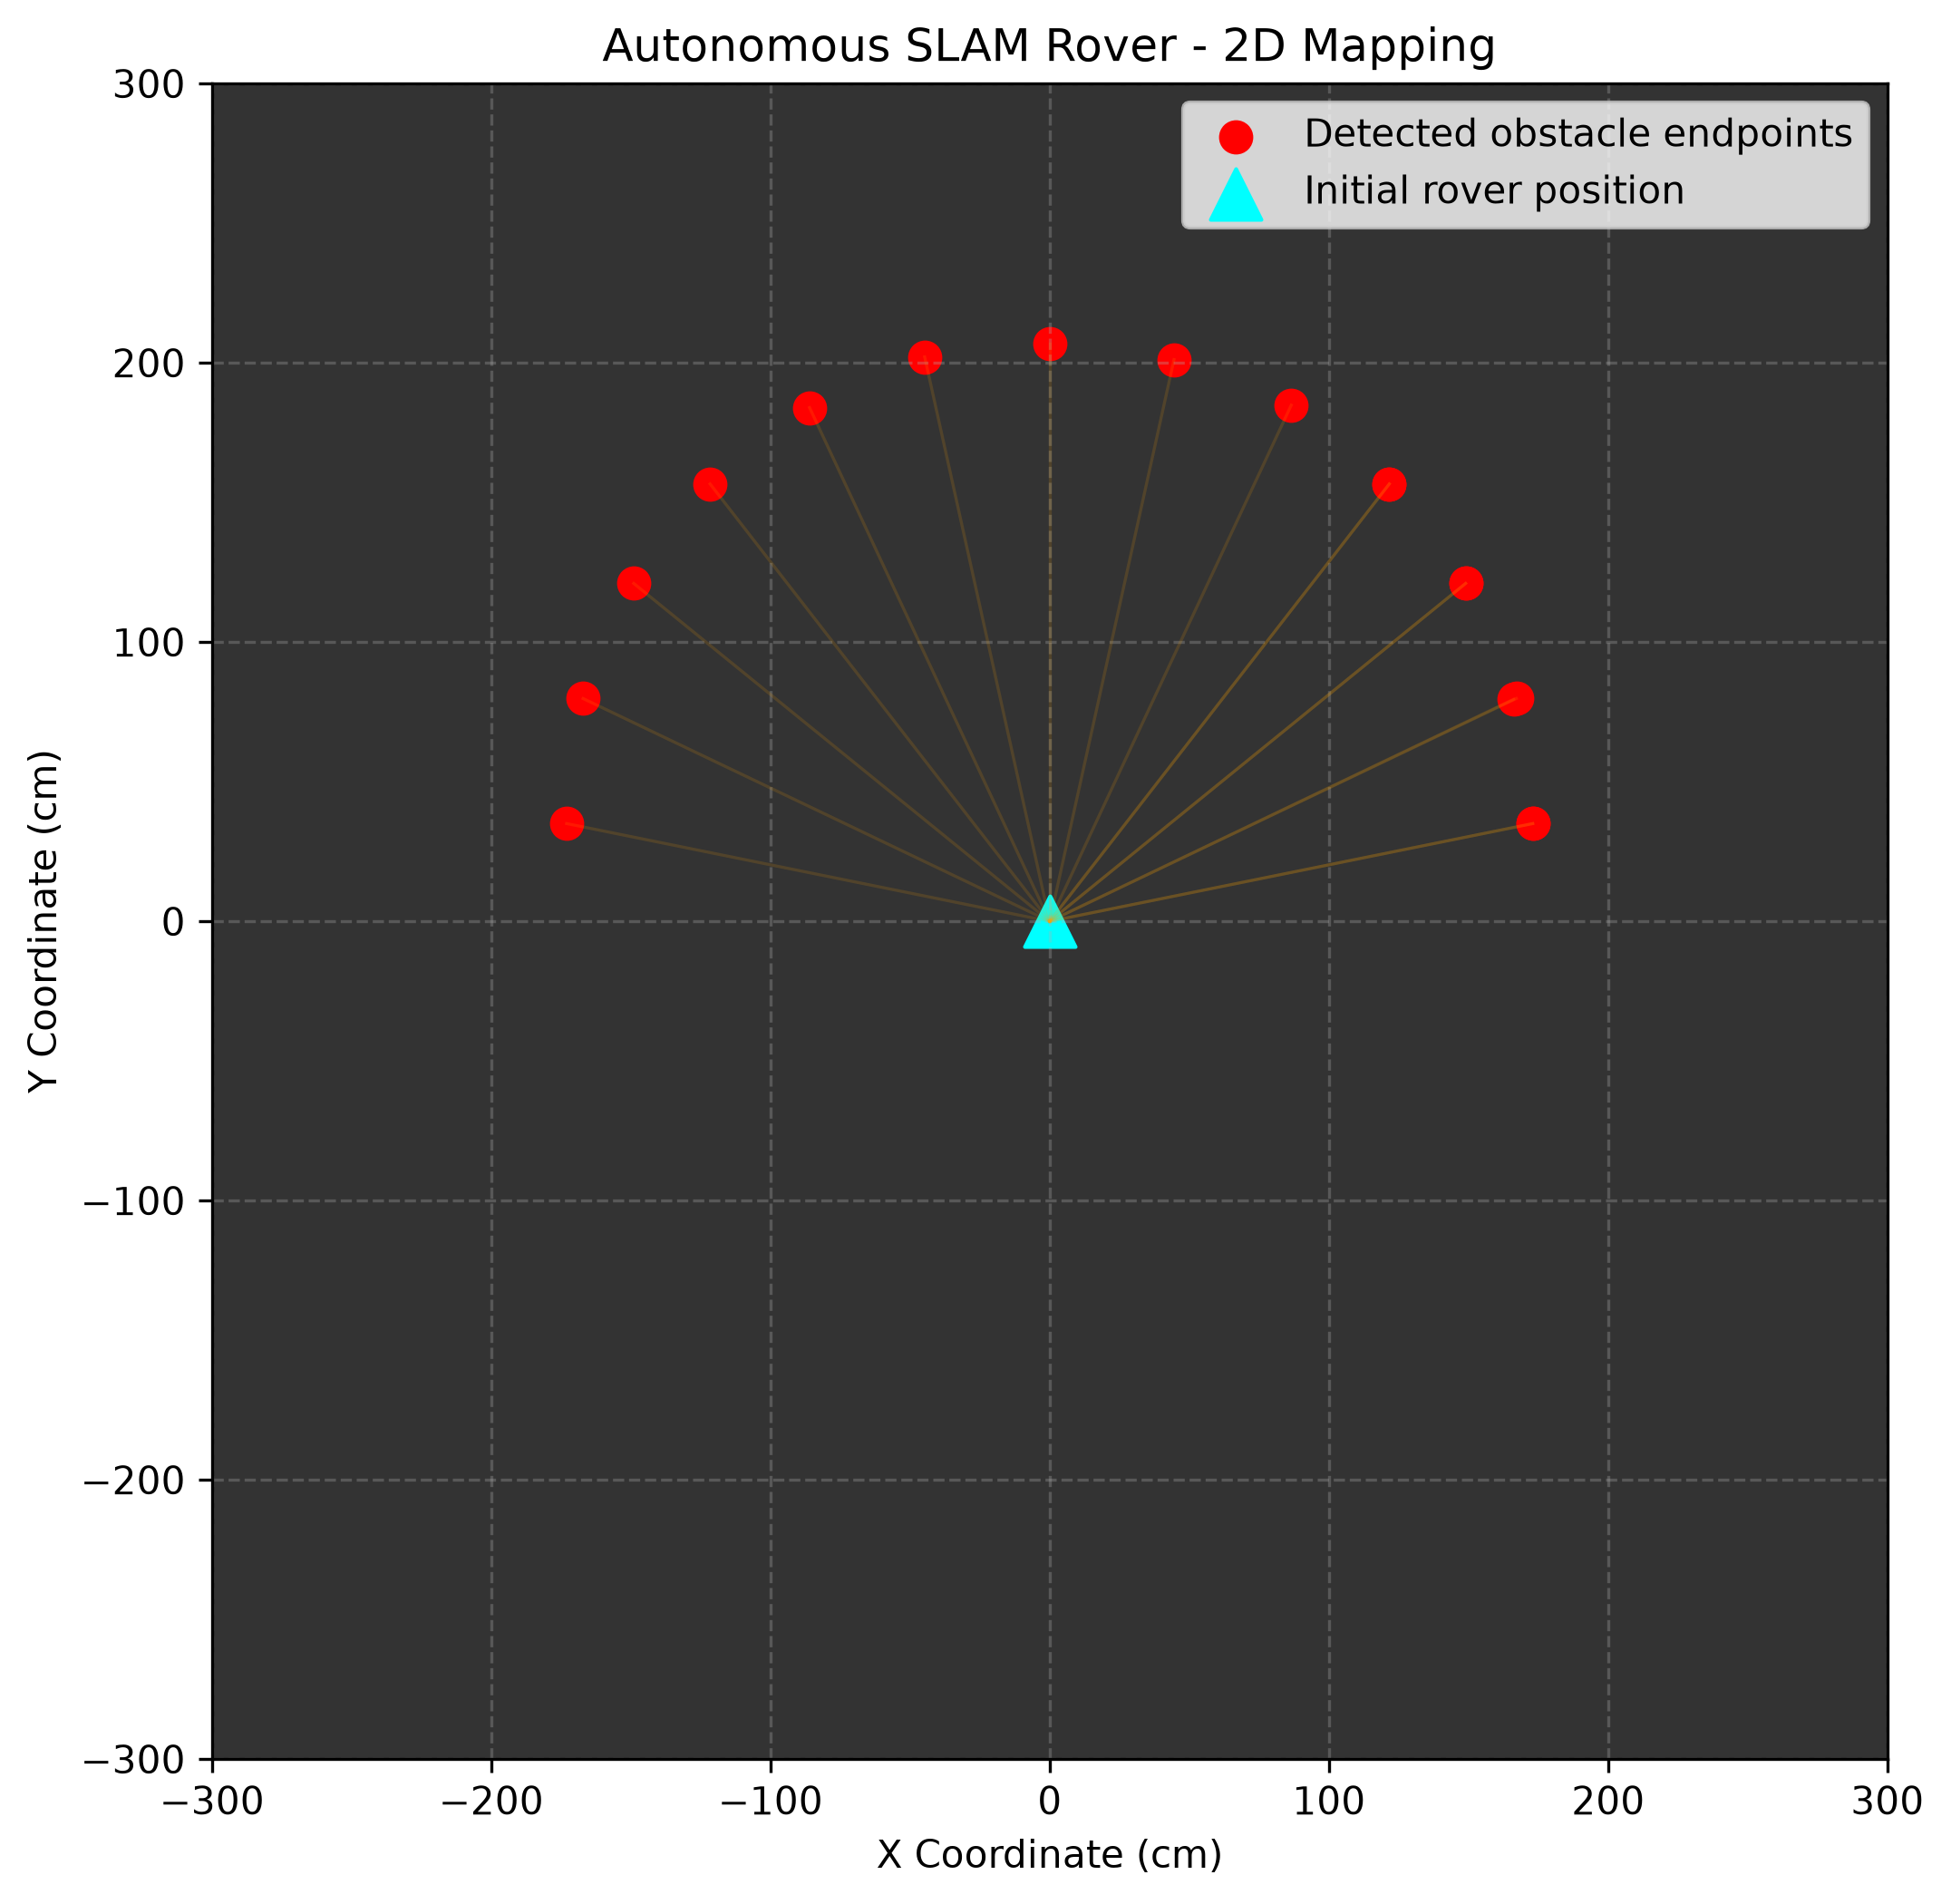 Autonomous SLAM Rover - 2D Mapping
Detected obstacle endpoints
Initial rover position
300
200
100
0
−100
−200
−300
Y Coordinate (cm)
−300
−200
−100
0
100
200
300
X Coordinate (cm)